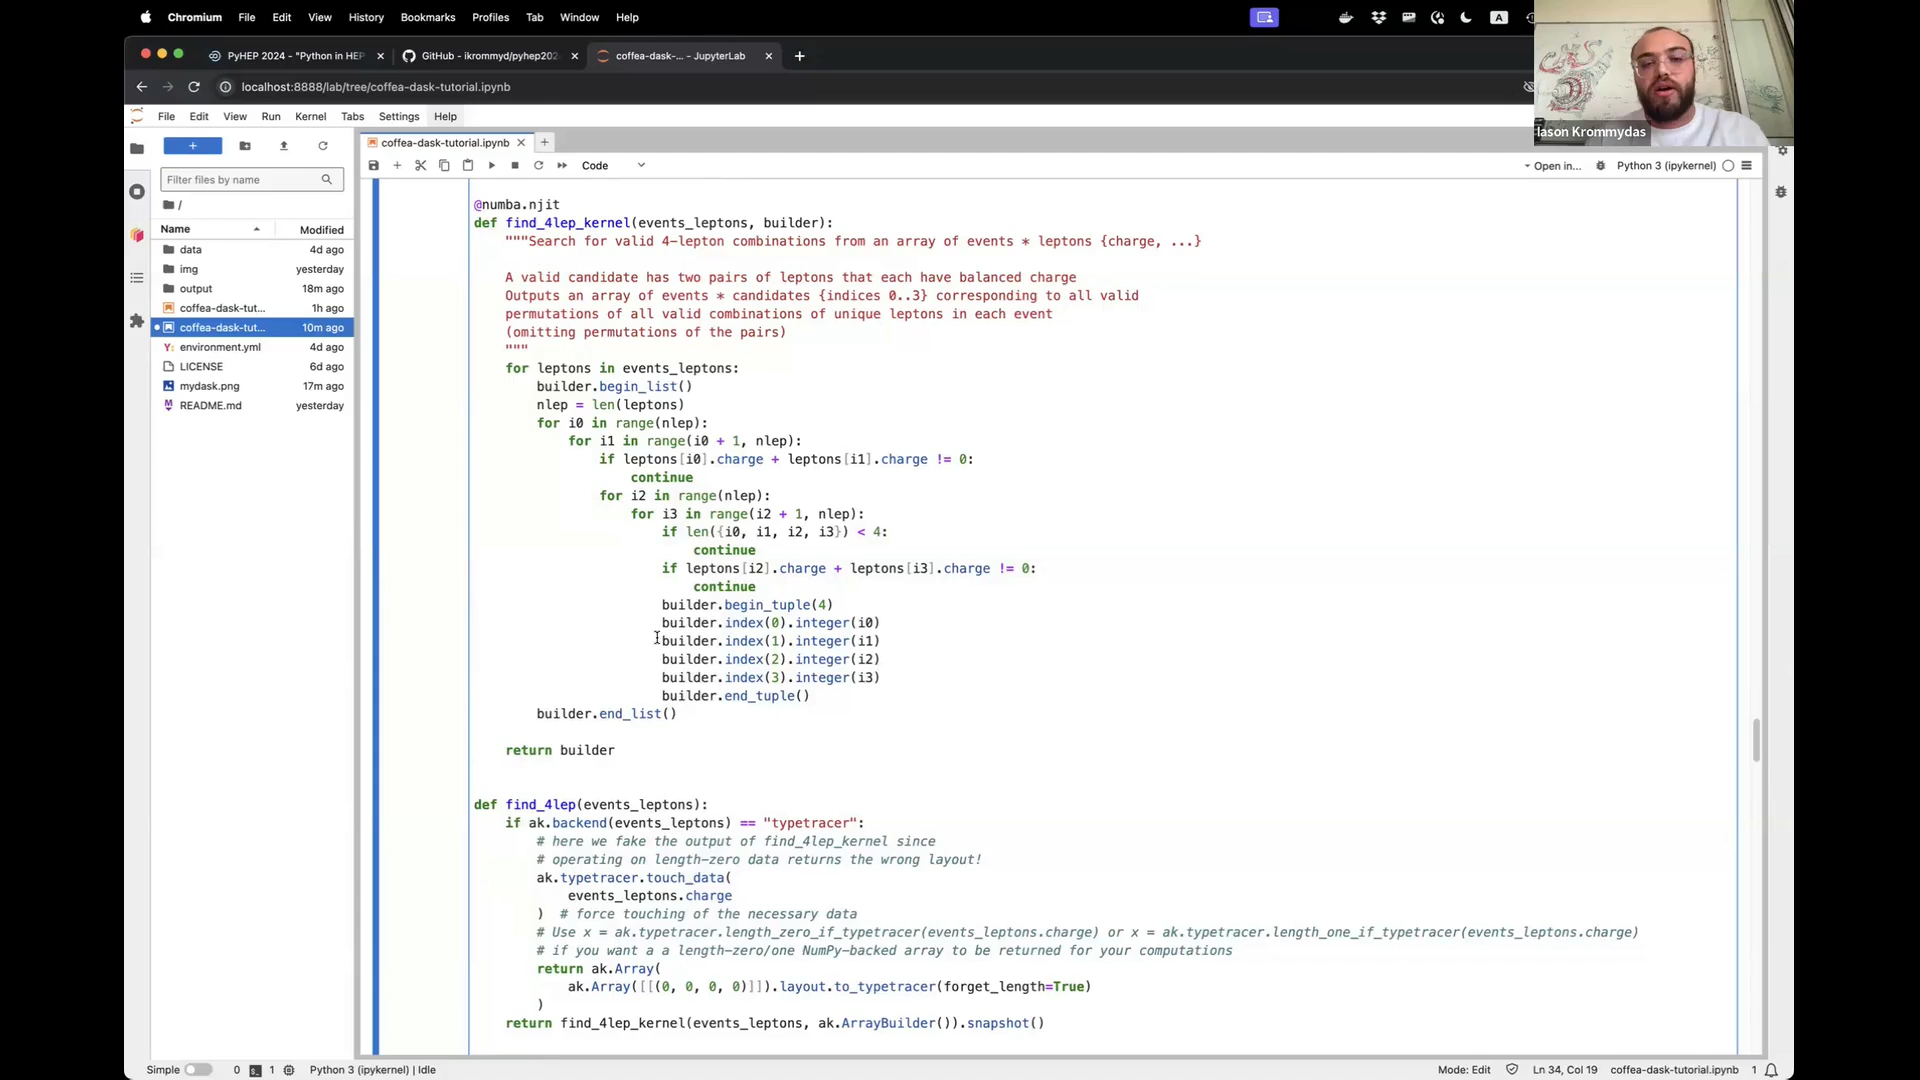 Chromium File Edit View History Bookmarks Profiles Tab Window Help
A
PyHEP 2024 - "Python in HEP
GitHub - ikrommyd/pyhep202
coffea-dask-... - JupyterLab
localhost:8888/lab/tree/coffea-dask-tutorial.ipynb
Iason Krommydas
File Edit View Run Kernel Tabs Settings Help
coffea-dask-tutorial.ipynb
Code
Open in...
Python 3 (ipykernel)
Filter files by name
/
Name Modified
data 4d ago
img yesterday
output 18m ago
coffea-dask-tut... 1h ago
coffea-dask-tut... 10m ago
environment.yml 4d ago
LICENSE 6d ago
mydask.png 17m ago
README.md yesterday
@numba.njit
def find_4lep_kernel(events_leptons, builder):
"""Search for valid 4-lepton combinations from an array of events * leptons {charge, ...}
A valid candidate has two pairs of leptons that each have balanced charge
Outputs an array of events * candidates {indices 0..3} corresponding to all valid
permutations of all valid combinations of unique leptons in each event
(omitting permutations of the pairs)
"""
for leptons in events_leptons:
builder.begin_list()
nlep = len(leptons)
for i0 in range(nlep):
for i1 in range(i0 + 1, nlep):
if leptons[i0].charge + leptons[i1].charge != 0:
continue
for i2 in range(nlep):
for i3 in range(i2 + 1, nlep):
if len({i0, i1, i2, i3}) < 4:
continue
if leptons[i2].charge + leptons[i3].charge != 0:
continue
builder.begin_tuple(4)
builder.index(0).integer(i0)
builder.index(1).integer(i1)
builder.index(2).integer(i2)
builder.index(3).integer(i3)
builder.end_tuple()
builder.end_list()
return builder
def find_4lep(events_leptons):
if ak.backend(events_leptons) == "typetracer":
# here we fake the output of find_4lep_kernel since
# operating on length-zero data returns the wrong layout!
ak.typetracer.touch_data(
events_leptons.charge
) # force touching of the necessary data
# Use x = ak.typetracer.length_zero_if_typetracer(events_leptons.charge) or x = ak.typetracer.length_one_if_typetracer(events_leptons.charge)
# if you want a a length-zero/one NumPy-backed array to be returned for your computations
return ak.Array(
ak.Array([[(0, 0, 0, 0)]]).layout.to_typetracer(forget_length=True)
)
return find_4lep_kernel(events_leptons, ak.ArrayBuilder()).snapshot()
Simple 0 1 Python 3 (ipykernel) | Idle
Mode: Edit Ln 34, Col 19 coffea-dask-tutorial.ipynb 1